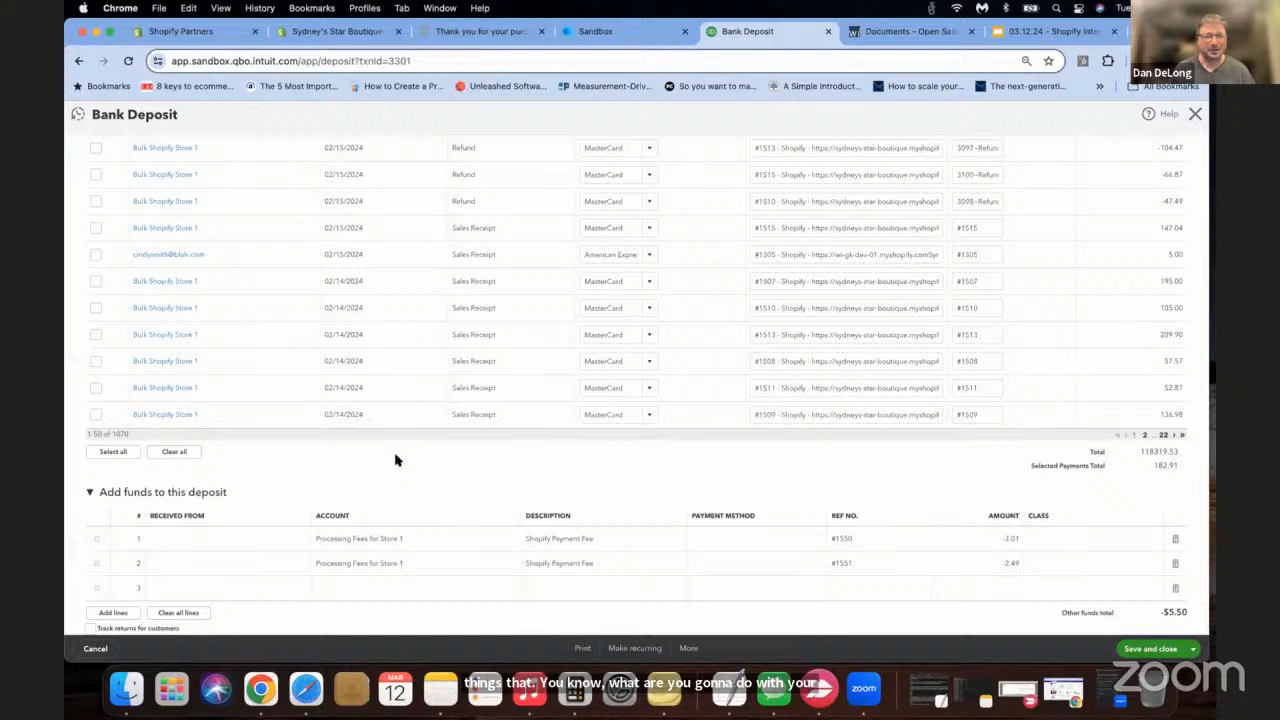 Chrome File Edit View History Bookmarks Profiles Tab Window Help Tue
Shopify Partners Sydney's Star Boutique Thank you for your purc Sandbox Bank Deposit Documents - Open Sal 03.12.24 - Shopify Inte
app.sandbox.qbo.intuit.com/app/deposit?txnId=3301
Dan DeLong
Bookmarks 8 keys to ecomme... The 5 Most Import... How to Create a Pr... Unleashed Softwa... Measurement-Driv... So you want to ma... A Simple Introduct... How to scale your... The next-generati... » All Bookmarks
Bank Deposit Help
Bulk Shopify Store 1 02/15/2024 Refund MasterCard #1513 - Shopify - https://sydneys-star-boutique.myshopif 3097-Refun -104.47
Bulk Shopify Store 1 02/15/2024 Refund MasterCard #1515 - Shopify - https://sydneys-star-boutique.myshopif 3100-Refun -66.87
Bulk Shopify Store 1 02/15/2024 Refund MasterCard #1510 - Shopify - https://sydneys-star-boutique.myshopif 3098-Refun -47.49
Bulk Shopify Store 1 02/15/2024 Sales Receipt MasterCard #1515 - Shopify - https://sydneys-star-boutique.myshopif #1515 147.04
cindysmith@blah.com 02/15/2024 Sales Receipt American Expre #1305 - Shopify - https://wi-gk-dev-01.myshopify.comSyr #1305 5.00
Bulk Shopify Store 1 02/14/2024 Sales Receipt MasterCard #1507 - Shopify - https://sydneys-star-boutique.myshopif #1507 195.00
Bulk Shopify Store 1 02/14/2024 Sales Receipt MasterCard #1510 - Shopify - https://sydneys-star-boutique.myshopif #1510 105.00
Bulk Shopify Store 1 02/14/2024 Sales Receipt MasterCard #1513 - Shopify - https://sydneys-star-boutique.myshopif #1513 209.90
Bulk Shopify Store 1 02/14/2024 Sales Receipt MasterCard #1508 - Shopify - https://sydneys-star-boutique.myshopif #1508 57.57
Bulk Shopify Store 1 02/14/2024 Sales Receipt MasterCard #1511 - Shopify - https://sydneys-star-boutique.myshopif #1511 52.87
Bulk Shopify Store 1 02/14/2024 Sales Receipt MasterCard #1509 - Shopify - https://sydneys-star-boutique.myshopif #1509 136.98
1-50 of 1070 1 2 ... 22
Select all Clear all Total 118319.53
Selected Payments Total 182.91
Add funds to this deposit
# RECEIVED FROM ACCOUNT DESCRIPTION PAYMENT METHOD REF NO. AMOUNT CLASS
1 Processing Fees for Store 1 Shopify Payment Fee #1550 -3.01
2 Processing Fees for Store 1 Shopify Payment Fee #1551 -2.49
3
Add lines Clear all lines Other funds total -$5.50
Track returns for customers
Cancel Print Make recurring More Save and close
MAR
12
zoom
things that. You know, what are you gonna do with your
zoom